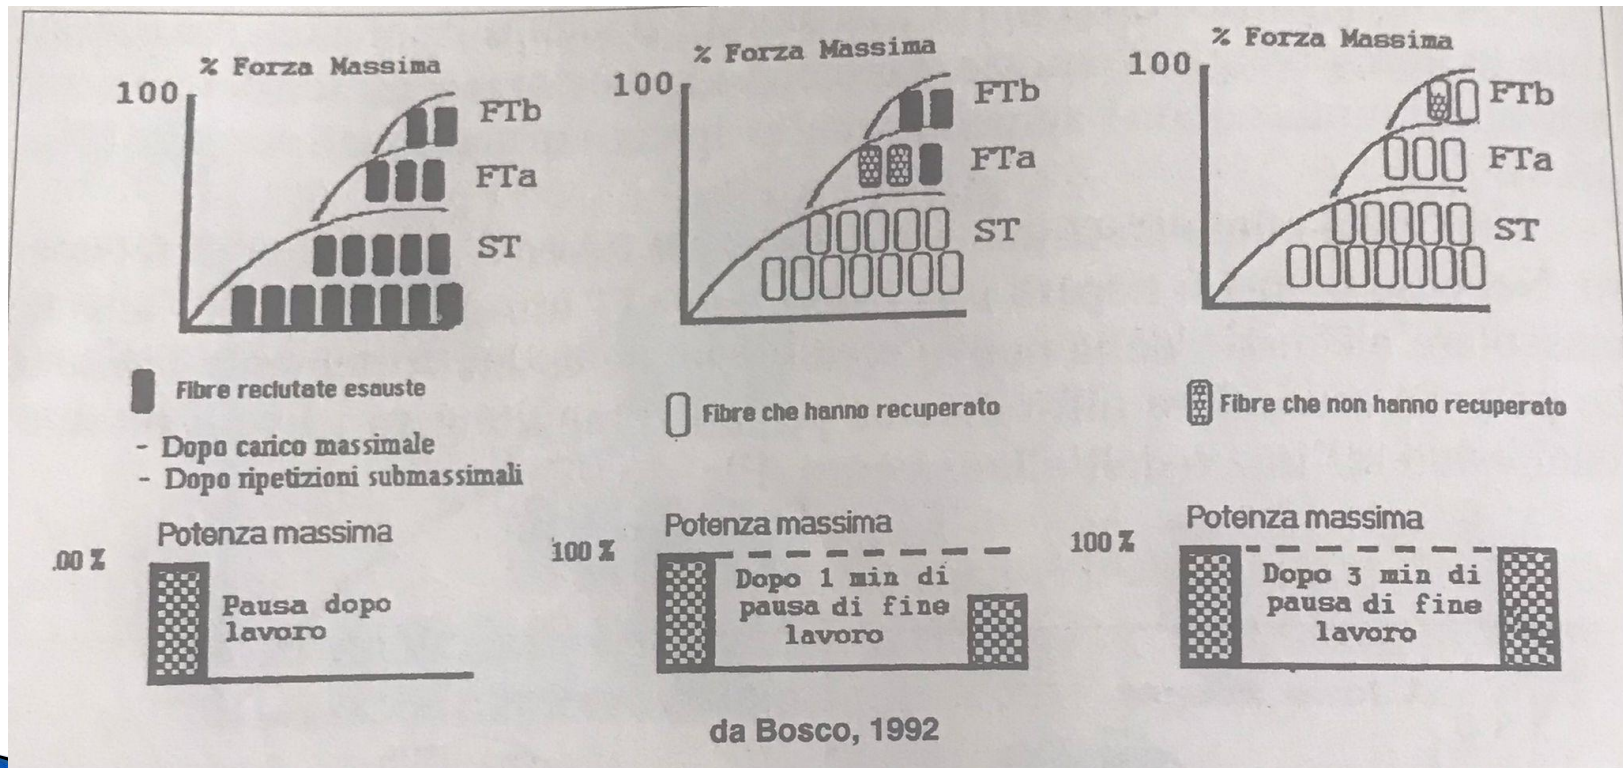 % Forza Massima
100
FTb
FTa
ST
% Forza Massima
100
FTb
FTa
ST
% Forza Massima
100
FTb
FTa
ST
Fibre reclutate esauste
- Dopo carico massimale
- Dopo ripetizioni submassimali
Fibre che hanno recuperato
Fibre che non hanno recuperato
Potenza massima
.00 %
Pausa dopo
lavoro
Potenza massima
100 %
Dopo 1 min di
pausa di fine
lavoro
Potenza massima
100 %
Dopo 3 min di
pausa di fine
lavoro
da Bosco, 1992